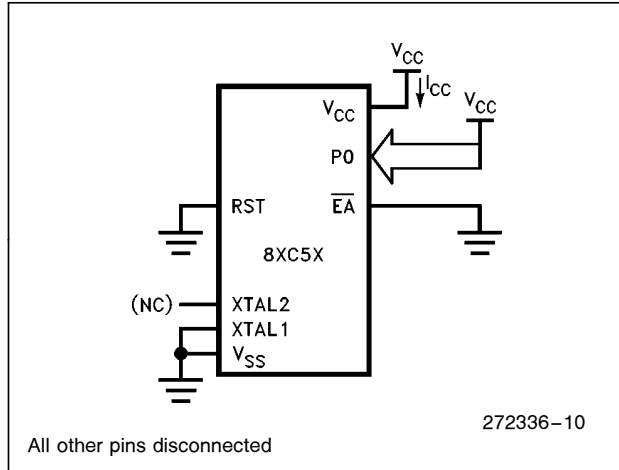 VCC
ICC
VCC
VCC
P0
RST
EA
8XC5X
(NC)
XTAL2
XTAL1
VSS
272336-10
All other pins disconnected